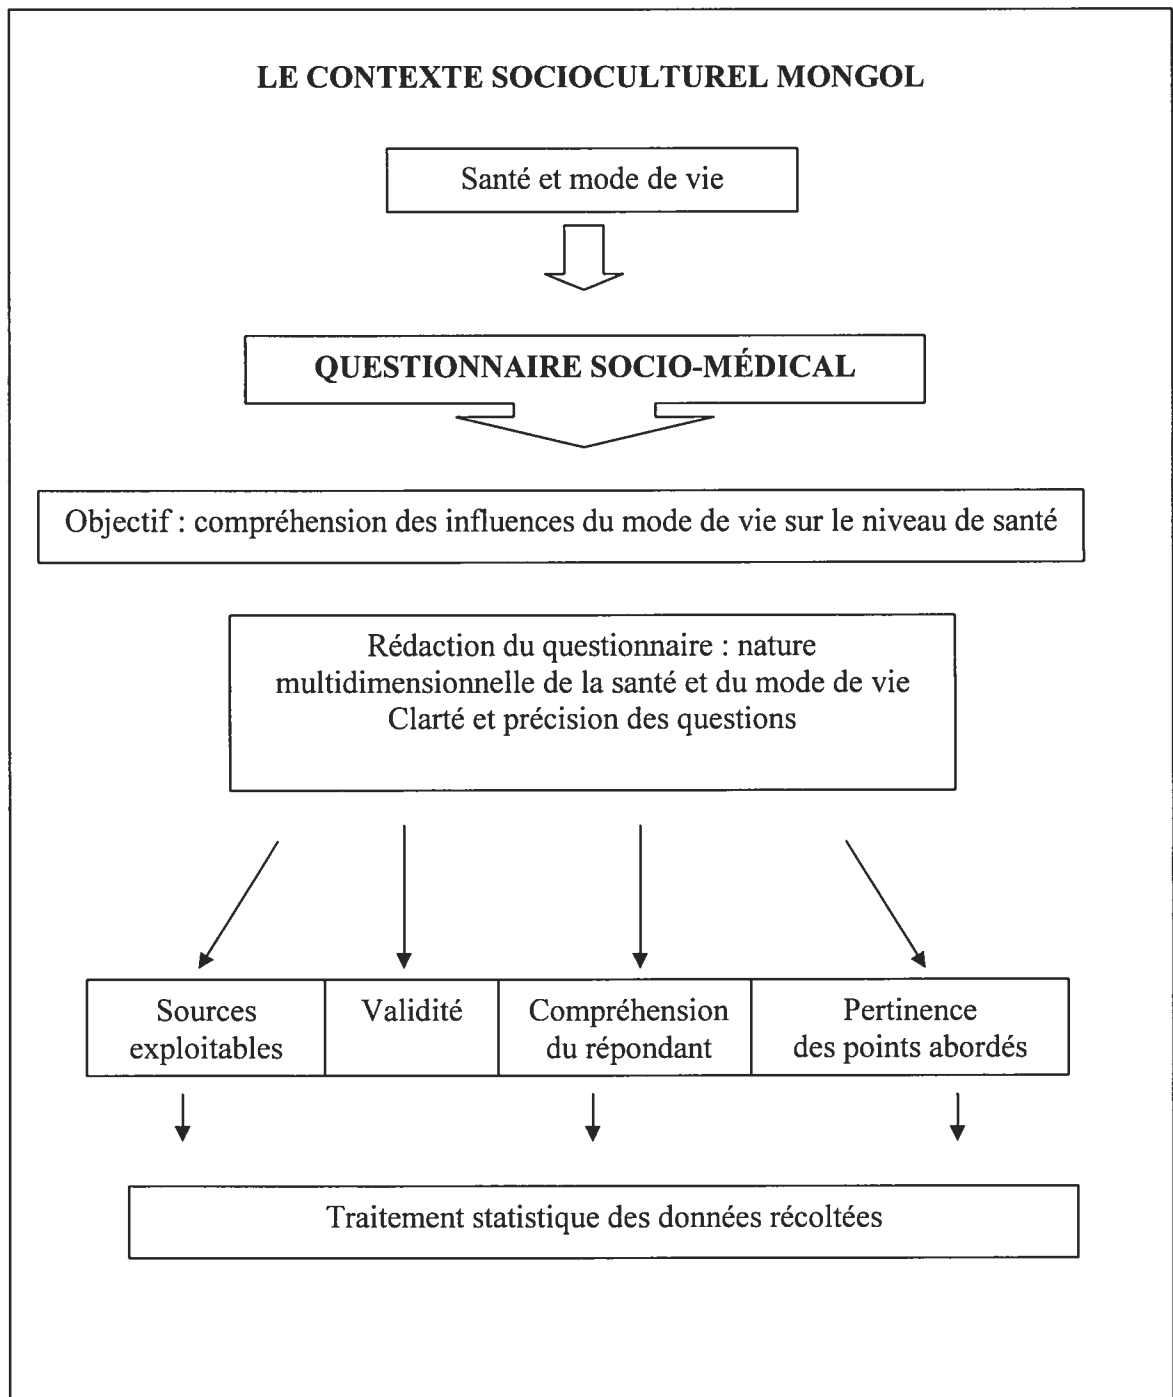 LE CONTEXTE SOCIOCULTUREL MONGOL
Santé et mode de vie
QUESTIONNAIRE SOCIO-MÉDICAL
Objectif : compréhension des influences du mode de vie sur le niveau de santé
Rédaction du questionnaire : nature
multidimensionnelle de la santé et du mode de vie
Clarté et précision des questions
Sources
exploitables
Validité
Compréhension
du répondant
Pertinence
des points abordés
Traitement statistique des données récoltées